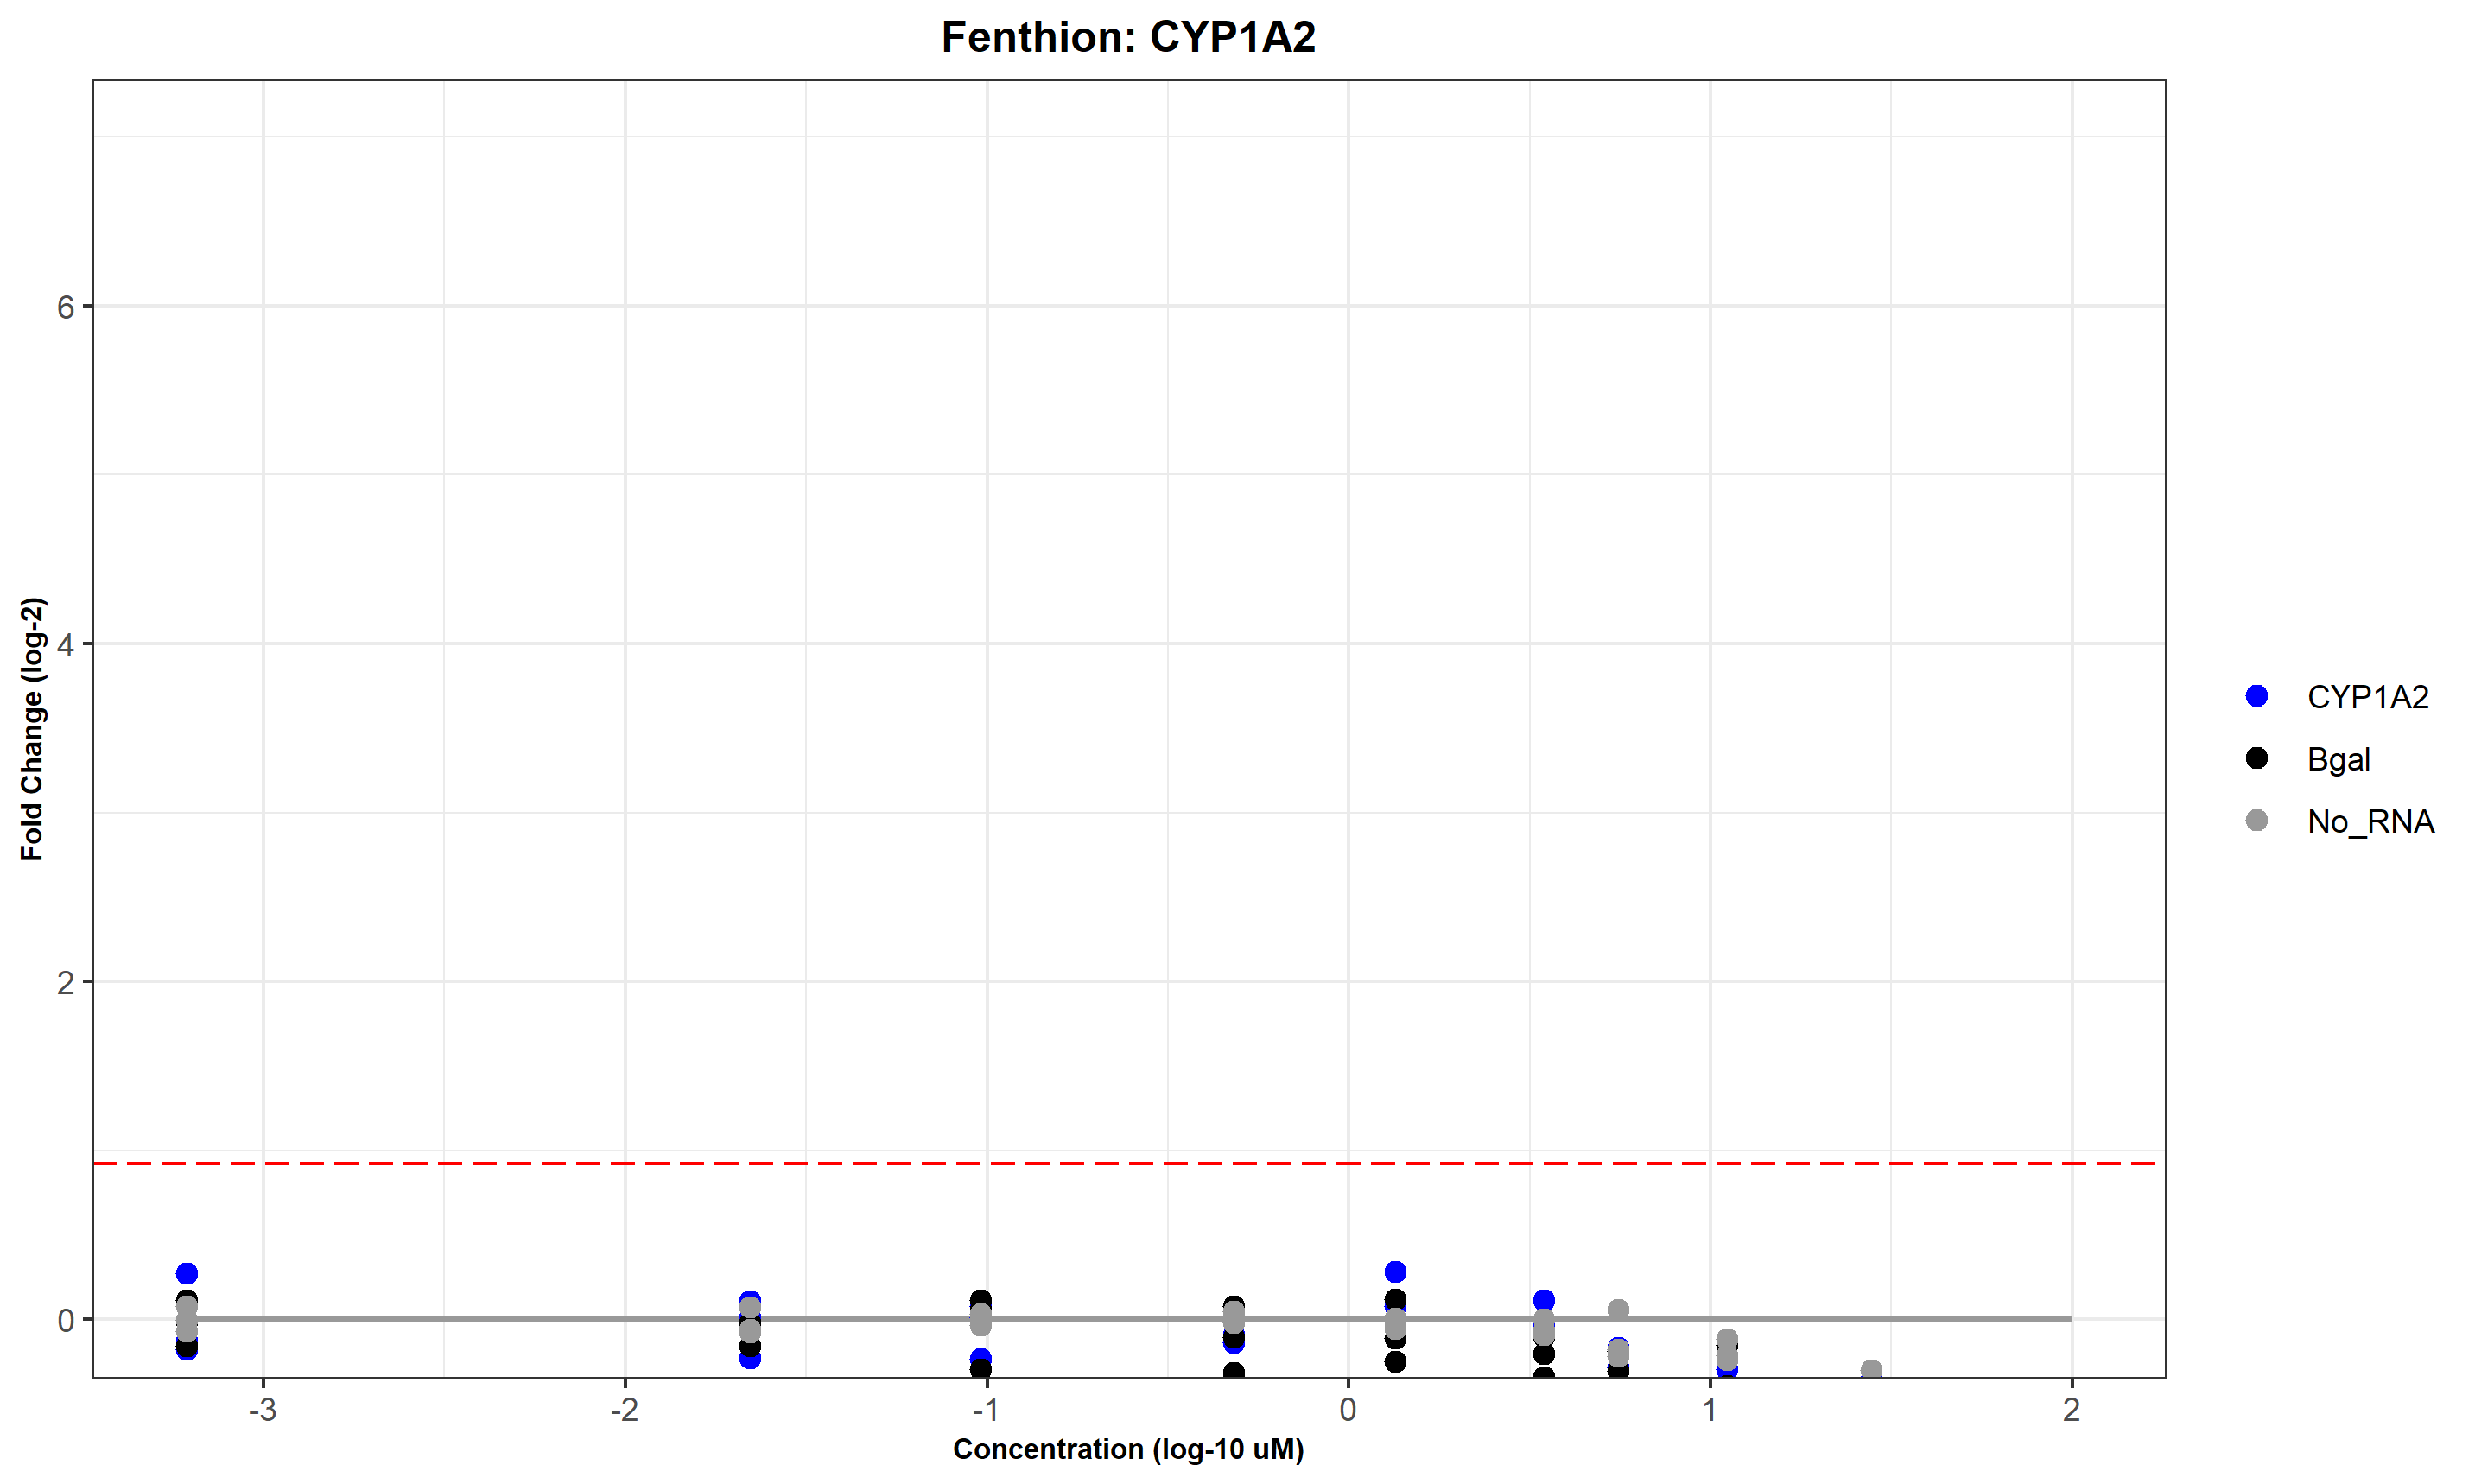 Fenthion: CYP1A2
Fold Change (log-2)
6
4
2
0
-3
-2
-1
0
1
2
Concentration (log-10 uM)
CYP1A2
Bgal
No_RNA